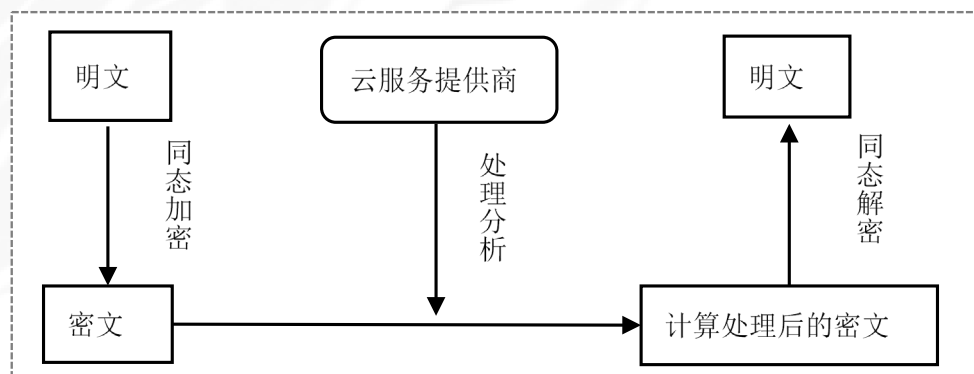 明文
云服务提供商
明文
同态加密
处理分析
同态解密
密文
计算处理后的密文